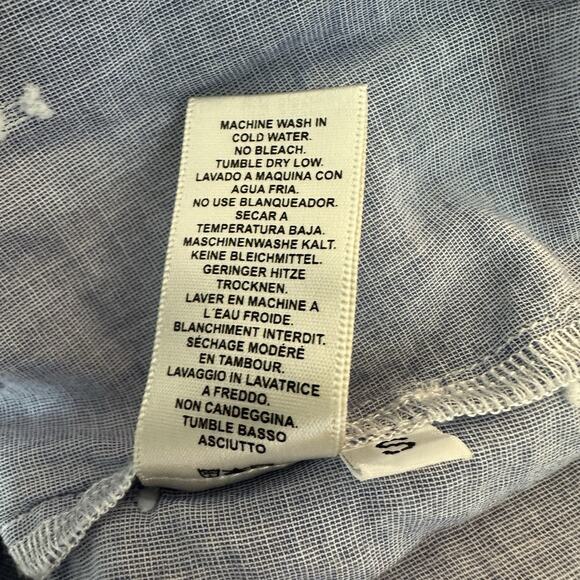 MACHINE WASH IN
COLD WATER.
NO BLEACH.
TUMBLE DRY LOW.
LAVADO A MAQUINA CON
AGUA FRIA.
NO USE BLANQUEADOR.
SECAR A
TEMPERATURA BAJA.
MASCHINENWASHE KALT.
KEINE BLEICHMITTEL.
GERINGER HITZE
TROCKNEN.
LAVER EN MACHINE A
L´EAU FROIDE.
BLANCHIMENT INTERDIT.
SÉCHAGE MODÉRÉ
EN TAMBOUR.
LAVAGGIO IN LAVATRICE
A FREDDO.
NON CANDEGGINA.
TUMBLE BASSO
ASCIUTTO
S